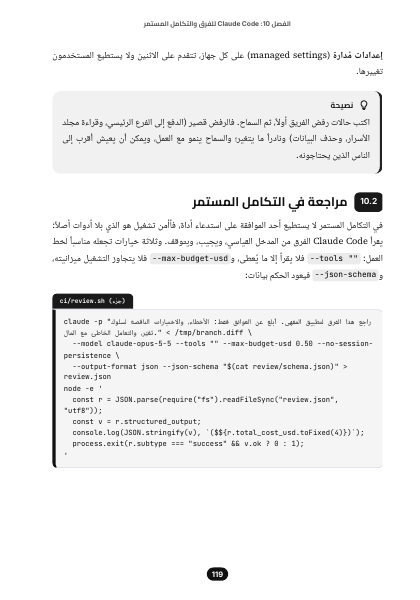 الفصل 10: Claude Code للفرق والتكامل المستمر
إعدادات مُدارة (managed settings) على كل جهاز، تتقدم على الاثنين ولا يستطيع المستخدمون
تغييرها.
نصيحة
اكتب حالات رفض الفريق أولاً، ثم السماح. فالرفض قصير (الدفع إلى الفرع الرئيسي، وقراءة مجلد
الأسرار، وحذف البيانات) ونادراً ما يتغير؛ والسماح ينمو مع العمل، ويمكن أن يعيش أقرب إلى
الناس الذين يحتاجونه.
10.2 مراجعة في التكامل المستمر
في التكامل المستمر لا يستطيع أحد الموافقة على استدعاء أداة، فأأمن تشغيل هو الذي بلا أدوات أصلاً:
يقرأ Claude Code الفرق من المدخل القياسي، ويجيب، ويتوقف. وثلاثة خيارات تجعله مناسباً لخط
العمل: "" --tools فلا يقرأ إلا ما يُعطى، و--max-budget-usd فلا يتجاوز التشغيل ميزانيته،
و--json-schema فيعود الحكم بيانات:
ci/review.sh (جزء)
claude -p "راجع هذا الفرق لتطبيق المقهى. أبلغ عن العوائق فقط: الأخطاء، والاختبارات الناقصة لسلوك
تغيّر، والتعامل الخاطئ مع المال." < /tmp/branch.diff \
--model claude-opus-5-5 --tools "" --max-budget-usd 0.50 --no-session-
persistence \
--output-format json --json-schema "$(cat review/schema.json)" >
review.json
node -e '
const r = JSON.parse(require("fs").readFileSync("review.json",
"utf8"));
const v = r.structured_output;
console.log(JSON.stringify(v), `($${r.total_cost_usd.toFixed(4)})`);
process.exit(r.subtype === "success" && v.ok ? 0 : 1);
'
119